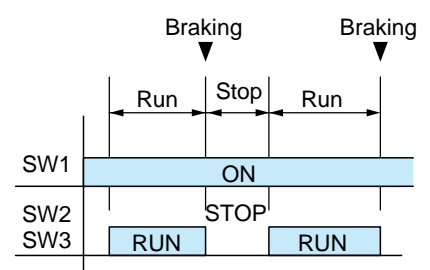 Braking Braking
Run Stop Run
SW1 ON
SW2 STOP
SW3 RUN RUN